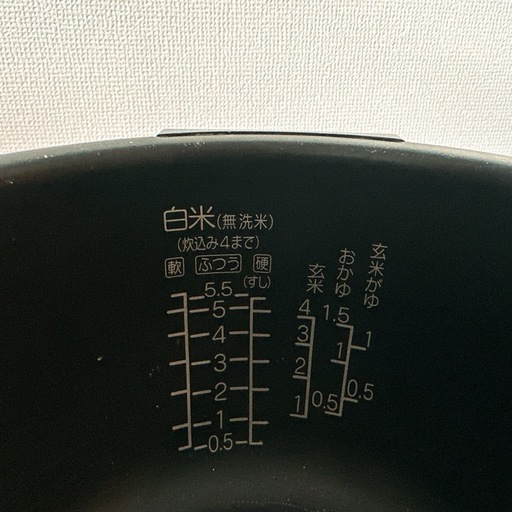 白米(無洗米)
(炊込み4まで)
軟 ふつう 硬
(すし)
5.5
5
4
3
2
1
0.5
玄米
4
3
2
1
おかゆ
1.5
1
0.5
玄米がゆ
1
0.5